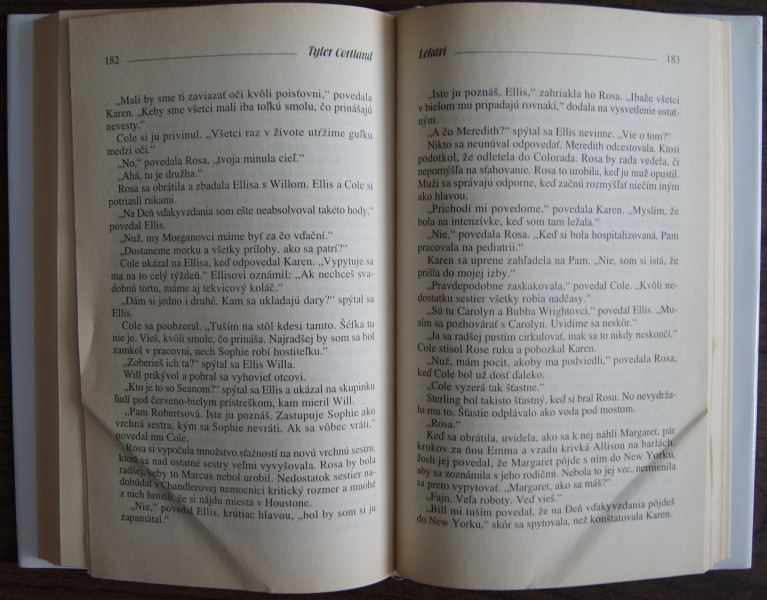 182
Tyler Cortland
„Mali by sme ti zaviazať oči kvôli poisťovni,“ povedala
Karen. „Keby sme všetci mali iba toľkú smolu, čo prinášajú
nevesty.“
Cole si ju privinul. „Všetci raz v živote utŕžime guľku
medzi oči.“
„No,“ povedala Rosa, „tvoja minula cieľ.“
„Ahá, tu je družba.“
Rosa sa obrátila a zbadala Ellisa s Willom. Ellis a Cole si
potriasli rukami.
„Na Deň vďakyvzdania som ešte neabsolvoval takéto hody,“
povedal Ellis.
„Nuž, my Morganovci máme byť za čo vďační.“
„Dostaneme morku a všetky prílohy, ako sa patrí?“
Cole ukázal na Ellisa, keď odpovedal Karen. „Vypytuje sa
ma na to celý týždeň.“ Ellisovi oznámil: „Ak nechceš sva-
dobnú tortu, máme aj tekvicový koláč.“
„Dám si jedno i druhé. Kam sa ukladajú dary?“ spýtal sa
Ellis.
Cole sa poobzeral. „Tuším na stôl kdesi tamto. Šéfka tu
nie je. Vieš, kvôli smole, čo prináša. Najradšej by som sa bol
zamkol v pracovni, nech Sophie robí hostiteľku.“
„Zoberieš ich ta?“ spýtal sa Ellis Willa.
Will prikývol a pobral sa vyhovieť otcovi.
„Kto je to so Seanom?“ spýtal sa Ellis a ukázal na skupinku
ľudí pod červeno-bielym prístreškom, kam mieril Will.
„Pam Robertsová. Iste ju poznáš. Zastupuje Sophie ako
vrchná sestra, kým sa Sophie nevráti. Ak sa vôbec vráti,“
povedal mu Cole.
Rosa si vypočula množstvo sťažností na novú vrchnú sestru,
ktorá sa nad ostatné sestry veľmi vyvyšovala. Rosa by bola
radšej, keby to Marcus nebol urobil. Nedostatok sestier na-
dobúdal v Chandlerovej nemocnici kritický rozmer a mnohé
z nich hrozili, že si nájdu miesta v Houstone.
„Nie,“ povedal Ellis, krútiac hlavou, „bol by som si ju
zapamätal.“
Lekári
183
„Iste ju poznáš, Ellis,“ zahriakla ho Rosa. „Ibaže všetci
v bielom mu pripadajú rovnakí,“ dodala na vysvetlenie ostat-
ným.
„A čo Meredith?“ spýtal sa Ellis nevinne. „Vie o tom?“
Nikto sa neunúval odpovedať. Meredith odcestovala. Ktosi
podotkol, že odletela do Colorada. Rosa by rada vedela, či
nepomýšľa na sťahovanie. Rosa to urobila, keď ju muž opustil.
Muži sa správajú odporne, keď začnú rozmýšľať niečím iným
ako hlavou.
„Prichodí mi povedome,“ povedala Karen. „Myslím, že
bola na intenzívke, keď som tam ležala.“
„Nie,“ povedala Rosa. „Keď si bola hospitalizovaná, Pam
pracovala na pediatrii.“
Karen sa uprene zahľadela na Pam. „Nie, som si istá, že
prišla do mojej izby.“
„Pravdepodobne zaskakovala,“ povedal Cole. „Kvôli ne-
dostatku sestier všetky robia nadčasy.“
„Sú tu Carolyn a Bubba Wrightovci,“ povedal Ellis. „Mu-
sím sa pozhovárať s Carolyn. Uvidíme sa neskôr.“
„Ja sa radšej pustím cirkulovať, inak sa to nikdy neskončí.“
Cole stisol Rose ruku a pobozkal Karen.
„Nuž, mám pocit, akoby ma podviedli,“ povedala Rosa,
keď Cole bol už dosť ďaleko.
„Cole vyzerá tak šťastne.“
Sterling bol takisto šťastný, keď si bral Rosu. No nevydrža-
lo mu to. Šťastie odplávalo ako voda pod mostom.
„Rosa.“
Keď sa obrátila, uvidela, ako sa k nej náhli Margaret, pár
krokov za ňou Emma a vzadu krivká Allison na barlách.
Josh jej povedal, že Margaret pôjde s ním do New Yorku,
aby sa zoznámila s jeho rodičmi. Nebola to jej vec, nemienila
sa preto vypytovať. „Margaret, ako sa máš?“
„Fajn. Veľa roboty. Veď vieš.“
„Bill mi tuším povedal, že na Deň vďakyvzdania pôjdeš
do New Yorku,“ skôr sa spytovala, než konštatovala Karen.